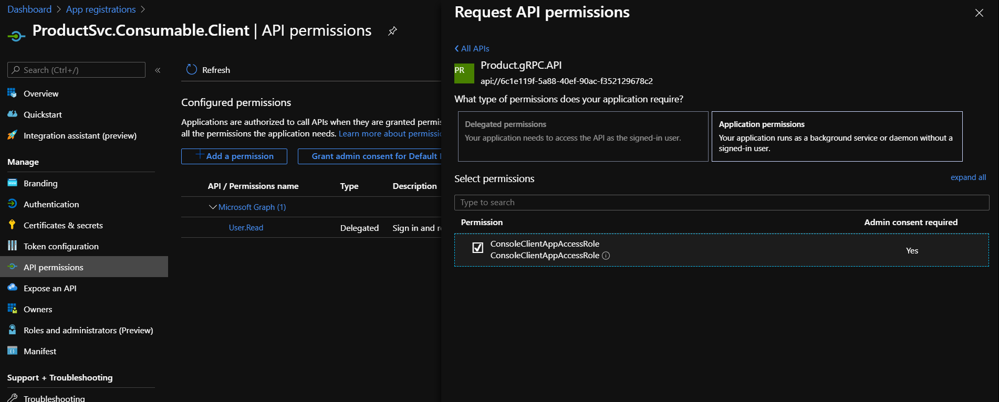 Dashboard > App registrations >
ProductSvc.Consumable.Client | API permissions
Search (Ctrl+/)
«
Overview
Quickstart
Integration assistant (preview)
Manage
Branding
Authentication
Certificates & secrets
Token configuration
API permissions
Expose an API
Owners
Roles and administrators (Preview)
Manifest
Support + Troubleshooting
Troubleshooting
Refresh
Configured permissions
Applications are authorized to call APIs when they are granted permis
all the permissions the application needs. Learn more about permissio
+ Add a permission
Grant admin consent for Default
API / Permissions name Type Description
Microsoft Graph (1)
User.Read Delegated Sign in and r
Request API permissions
All APIs
PR
Product.gRPC.API
api://6c1e119f-5a88-40ef-90ac-f352129678c2
What type of permissions does your application require?
Delegated permissions
Your application needs to access the API as the signed-in user.
Application permissions
Your application runs as a background service or daemon without a
signed-in user.
Select permissions
expand all
Type to search
Permission Admin consent required
ConsoleClientAppAccessRole
ConsoleClientAppAccessRole
Yes